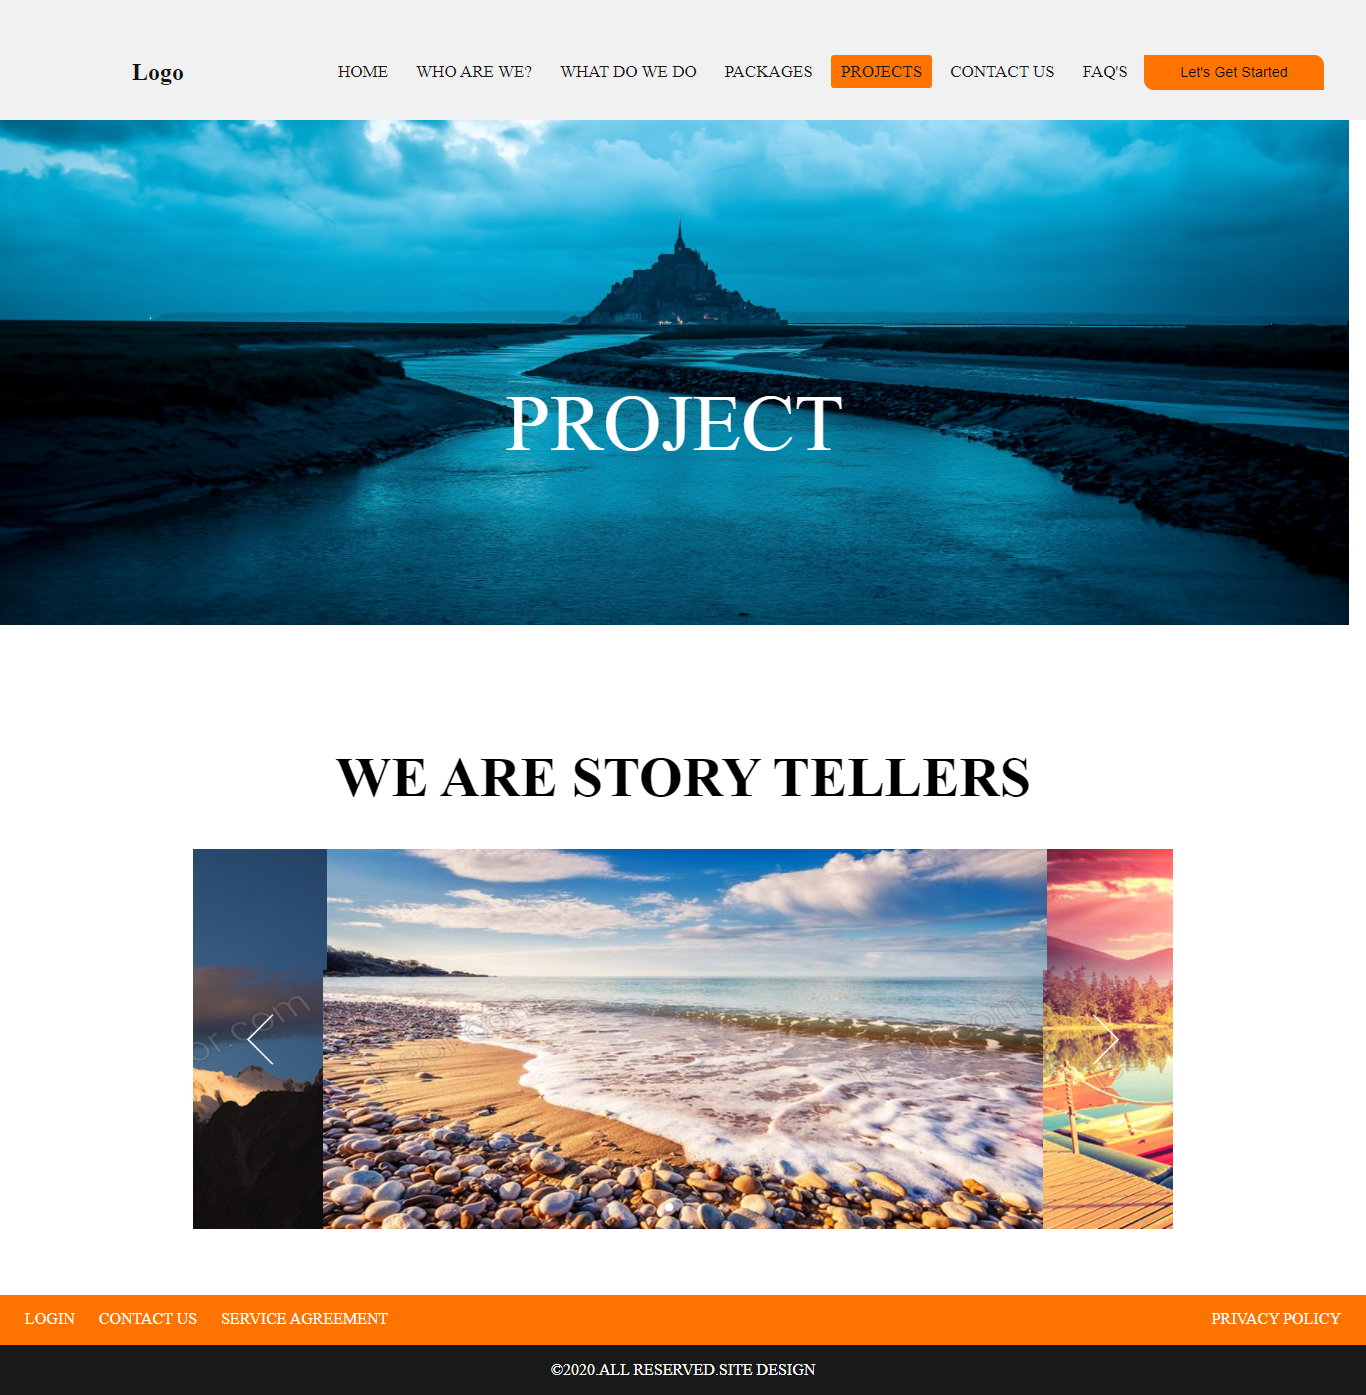 Logo HOME WHO ARE WE? WHAT DO WE DO PACKAGES PROJECTS CONTACT US FAQ'S Let's Get Started
PROJECT
WE ARE STORY TELLERS
LOGIN CONTACT US SERVICE AGREEMENT PRIVACY POLICY
©2020.ALL RESERVED.SITE DESIGN